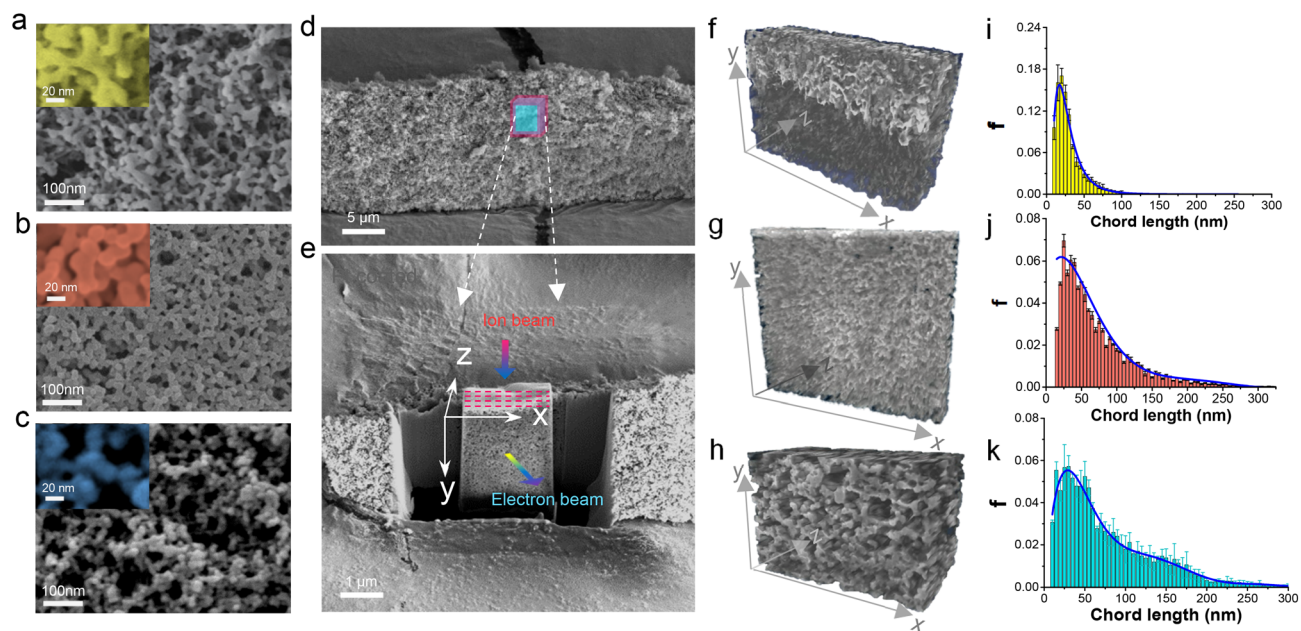 a
20 nm
100nm
b
20 nm
100nm
c
20 nm
100nm
d
5 μm
e
Ion beam
z
x
y
Electron beam
1 μm
f
y
z
x
g
y
z
x
h
y
z
x
i
0.24
0.18
0.12
0.06
0.00
f
0 50 100 150 200 250 300
Chord length (nm)
j
0.08
0.06
0.04
0.02
0.00
f
0 50 100 150 200 250 300
Chord length (nm)
k
0.06
0.04
0.02
0.00
f
0 50 100 150 200 250 300
Chord length (nm)